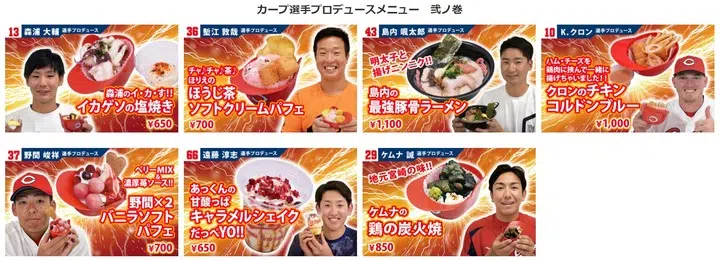 カープ選手プロデュースメニュー　弐ノ巻
13 森浦 大輔 選手プロデュース
森浦のイ・カ・す!!
イカゲソの塩焼き
¥650
36 塹江 敦哉 選手プロデュース
チャ♪チャ♪茶♪
ほりえの
ほうじ茶
ソフトクリームパフェ
¥700
43 島内 颯太郎 選手プロデュース
明太子と
揚げニンニク!!
島内の
最強豚骨ラーメン
¥1,100
10 K.クロン 選手プロデュース
ハム・チーズを
鶏肉に挟んで一緒に
揚げちゃいました!!
クロンのチキン
コルドンブルー
¥1,000
37 野間 峻祥 選手プロデュース
ベリーMIX
&
濃厚苺ソース!!
野間×2
バニラソフト
パフェ
¥700
66 遠藤 淳志 選手プロデュース
あっくんの
甘酸っぱ
キャラメルシェイク
だっぺYO!!
¥650
29 ケムナ 誠 選手プロデュース
地元宮崎の味!!
ケムナの
鶏の炭火焼
¥850